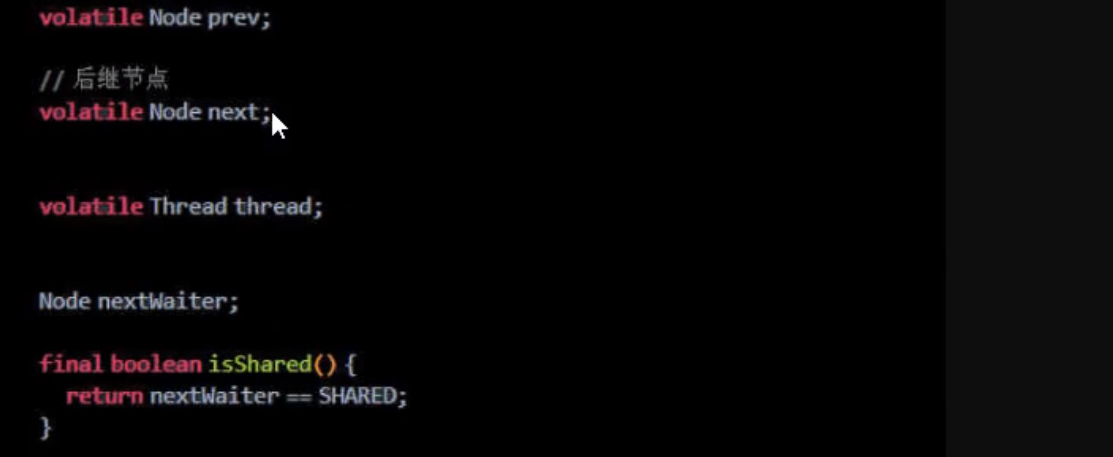 volatile Node prev;
// 后继节点
volatile Node next;
volatile Thread thread;
Node nextWaiter;
final boolean isShared() {
return nextWaiter == SHARED;
}